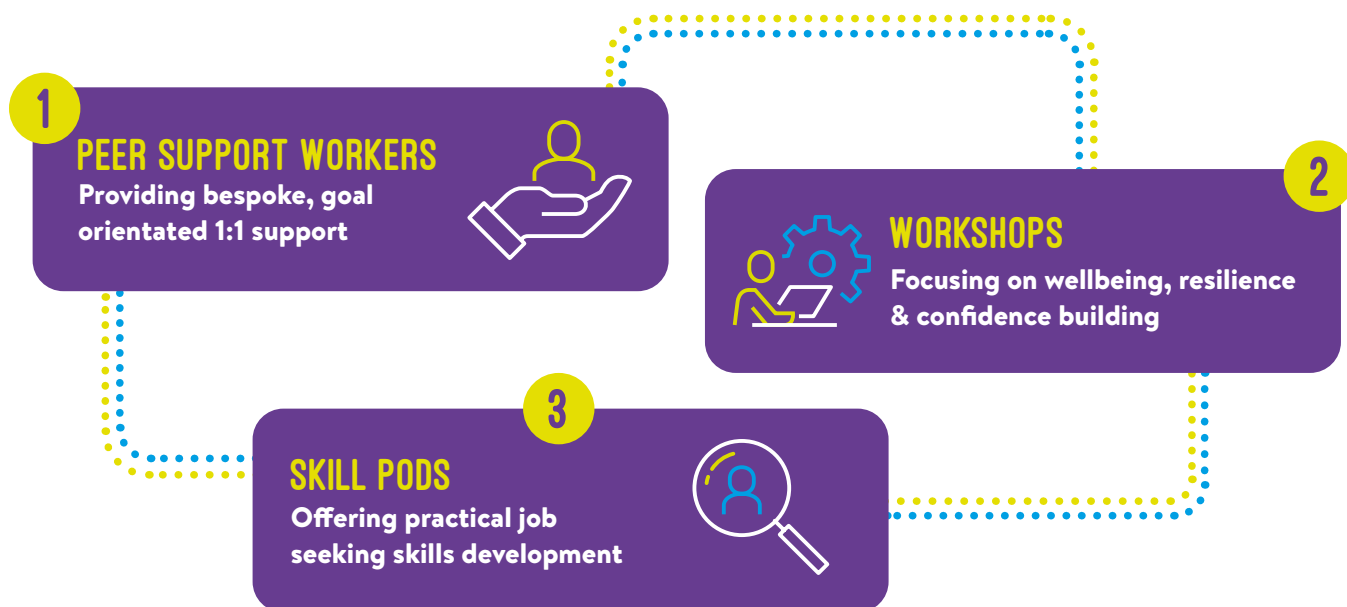 1
PEER SUPPORT WORKERS
Providing bespoke, goal
orientated 1:1 support
2
WORKSHOPS
Focusing on wellbeing, resilience
& confidence building
3
SKILL PODS
Offering practical job
seeking skills development